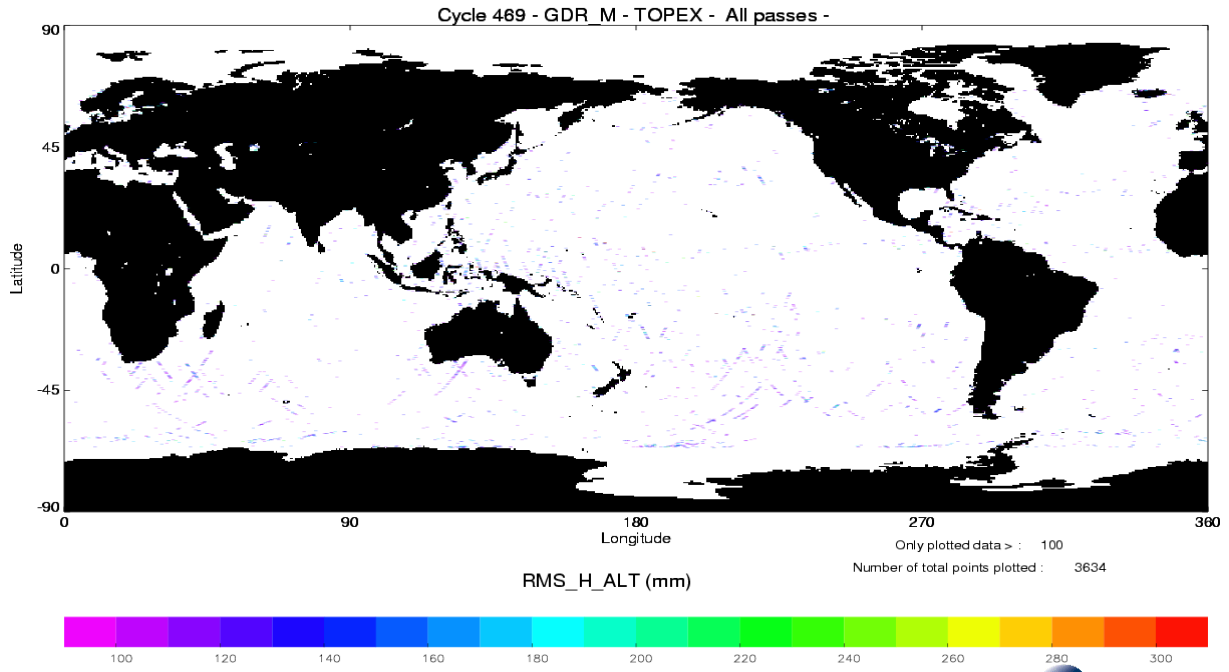 Cycle 469 - GDR_M - TOPEX - All passes -
90
45
0
-45
-90
Latitude
0 90 180 270 360
Longitude
Only plotted data > : 100
Number of total points plotted : 3634
RMS_H_ALT (mm)
100 120 140 160 180 200 220 240 260 280 300